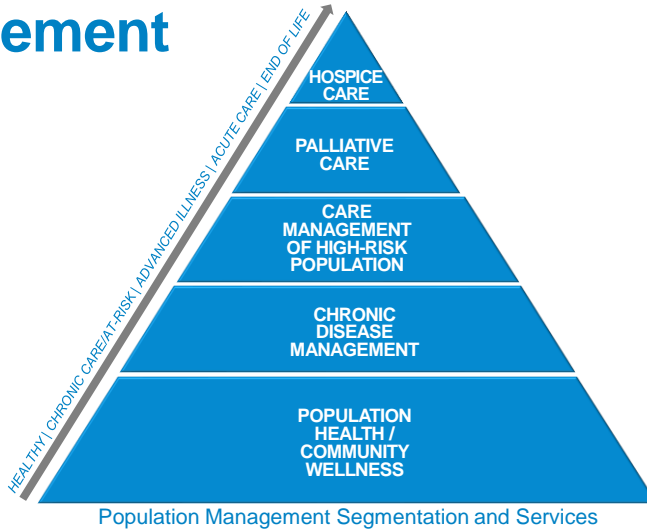 ement
HEALTHY | CHRONIC CARE/AT-RISK | ADVANCED ILLNESS | ACUTE CARE | END OF LIFE
HOSPICE
CARE
PALLIATIVE
CARE
CARE
MANAGEMENT
OF HIGH-RISK
POPULATION
CHRONIC
DISEASE
MANAGEMENT
POPULATION
HEALTH /
COMMUNITY
WELLNESS
Population Management Segmentation and Services